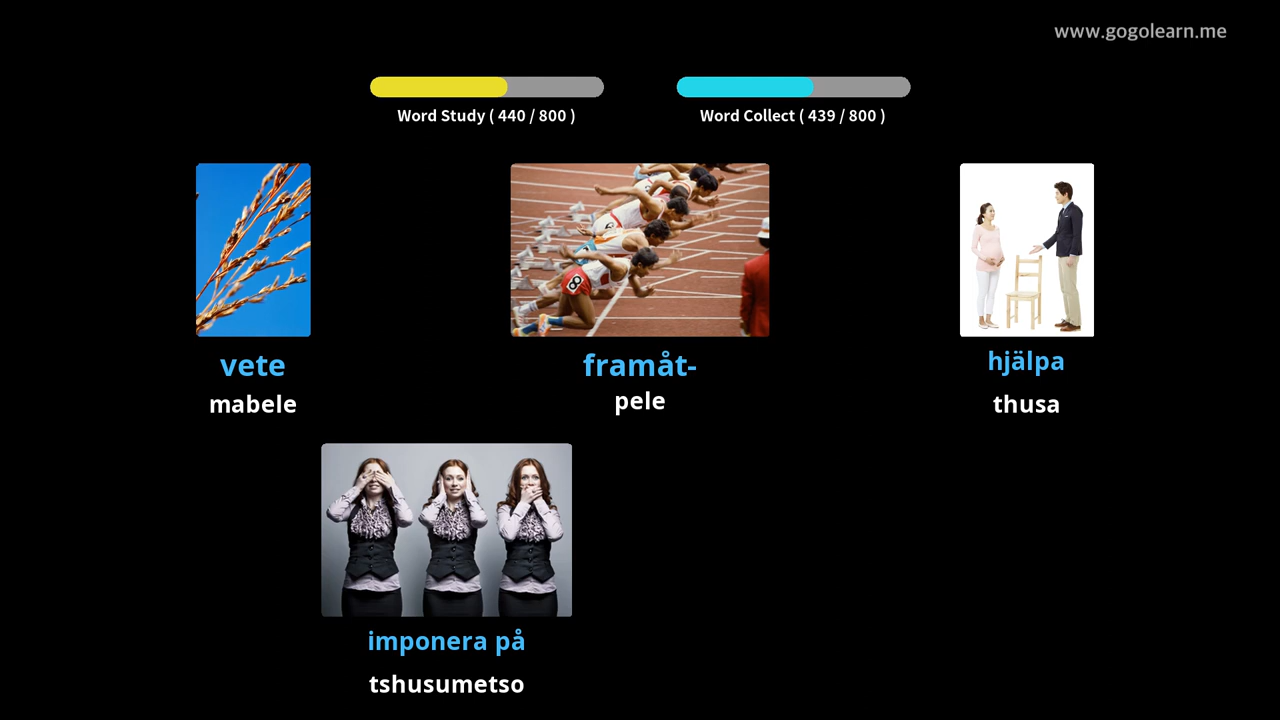 www.gogolearn.me
Word Study ( 440 / 800 )
Word Collect ( 439 / 800 )
vete
mabele
framåt-
pele
hjälpa
thusa
imponera på
tshusumetso